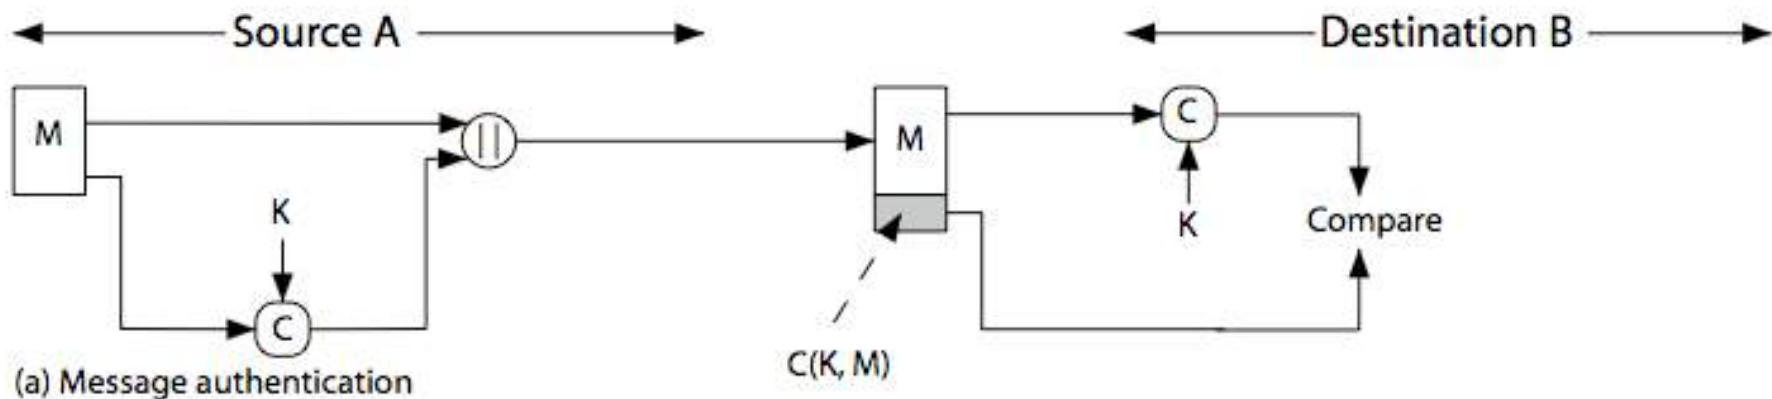 Source A
Destination B
M
||
M
C
K
K
Compare
C
C(K, M)
(a) Message authentication